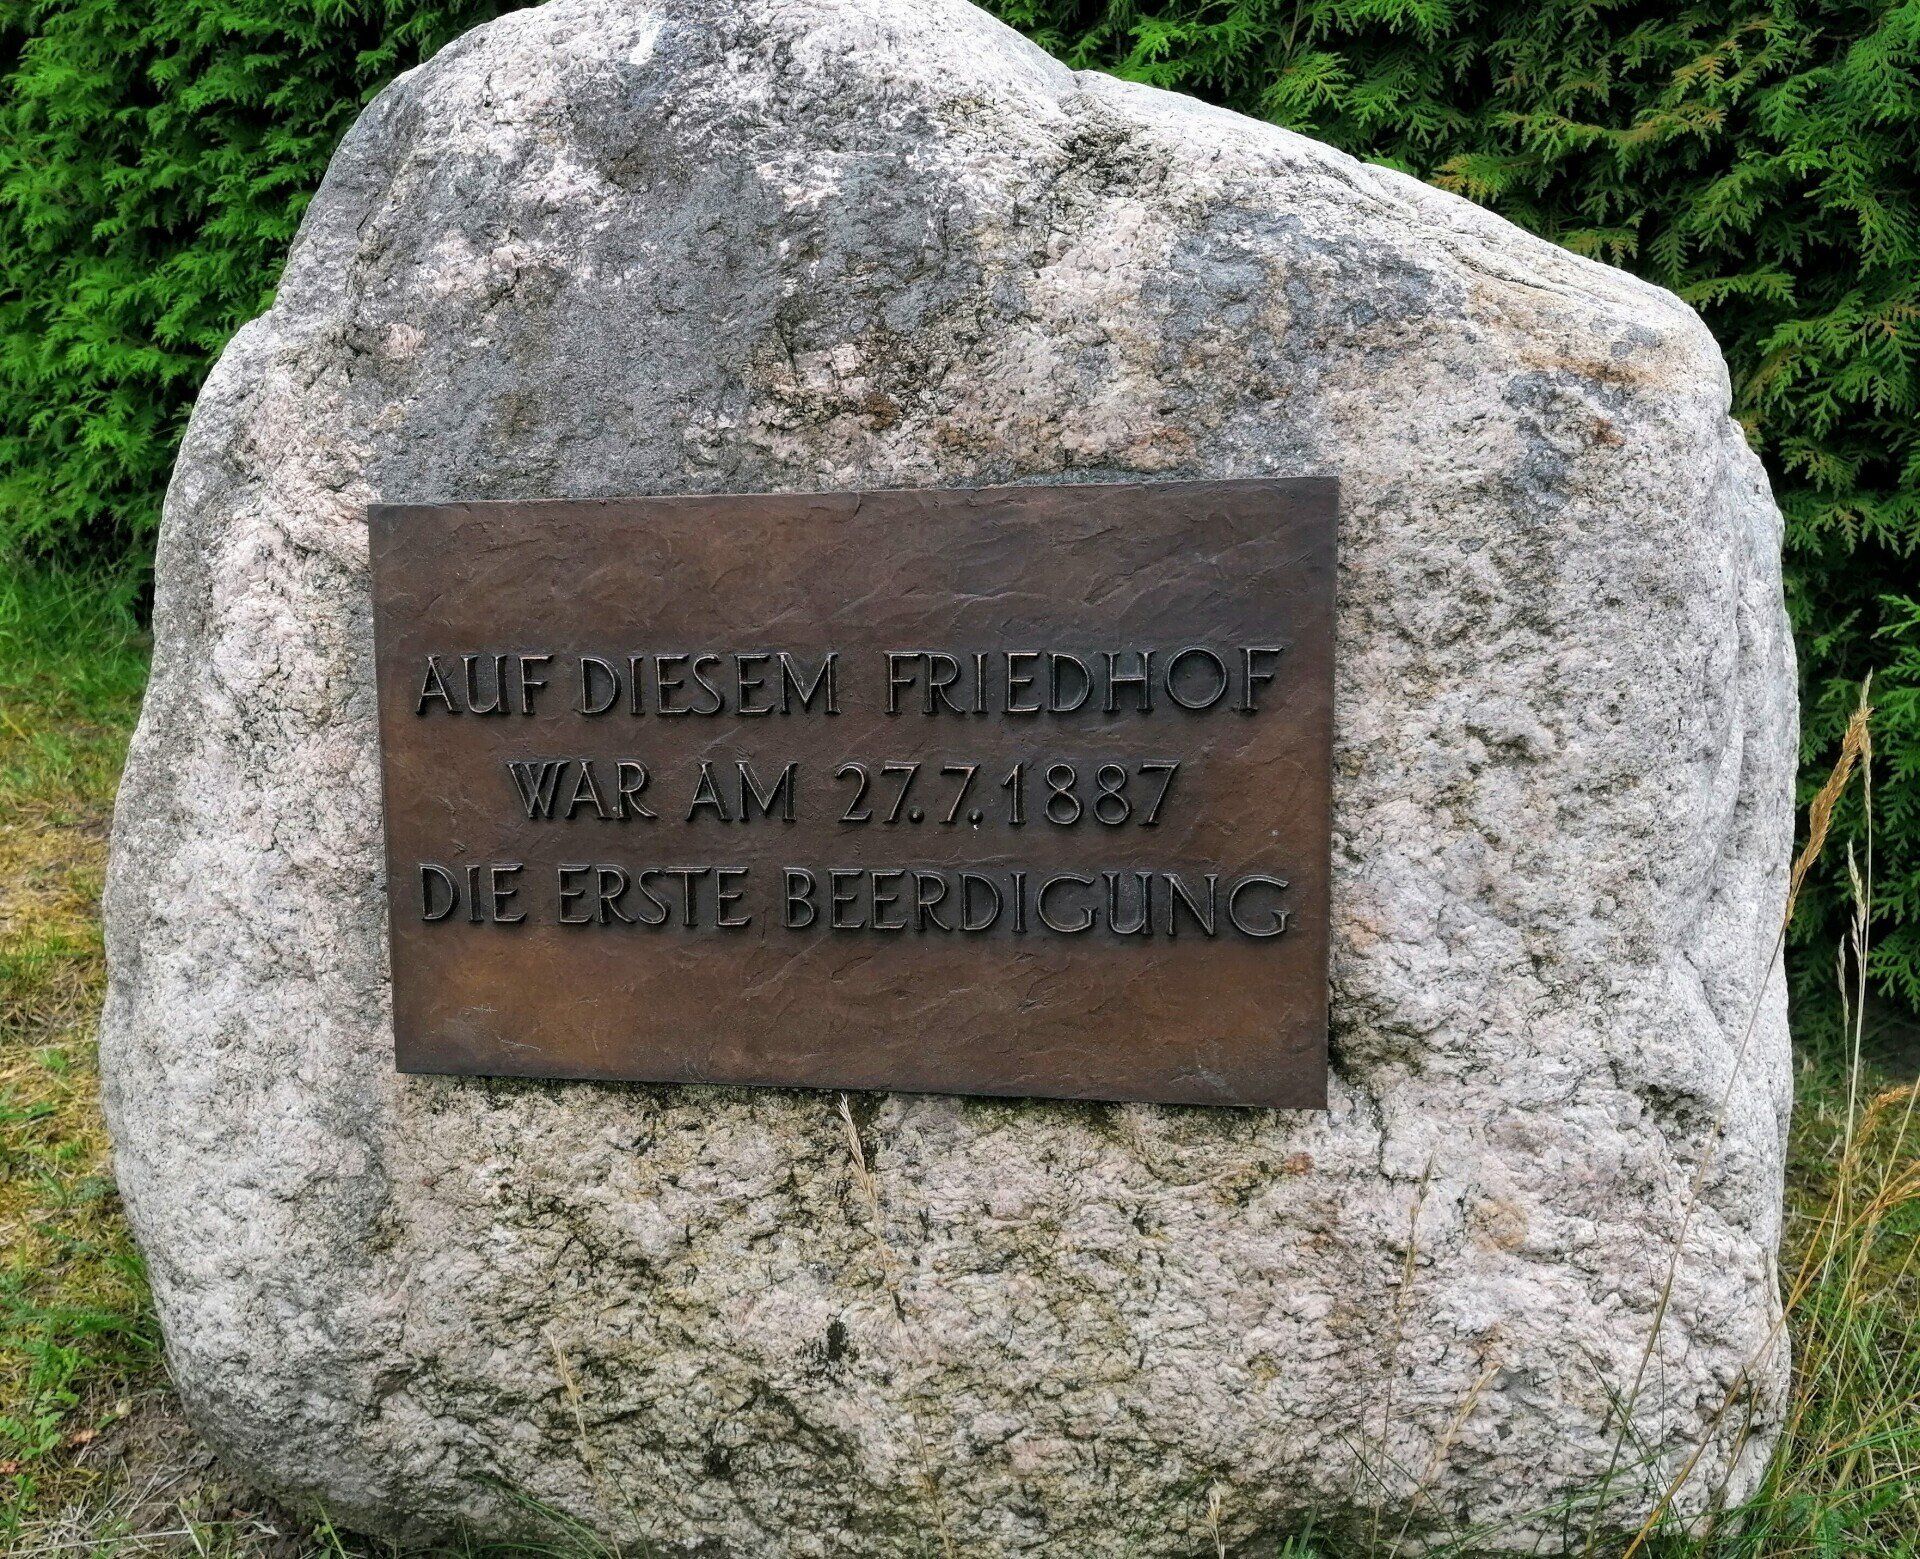 AUF DIESEM FRIEDHOF
WAR AM 27.7.1887
DIE ERSTE BEERDIGUNG